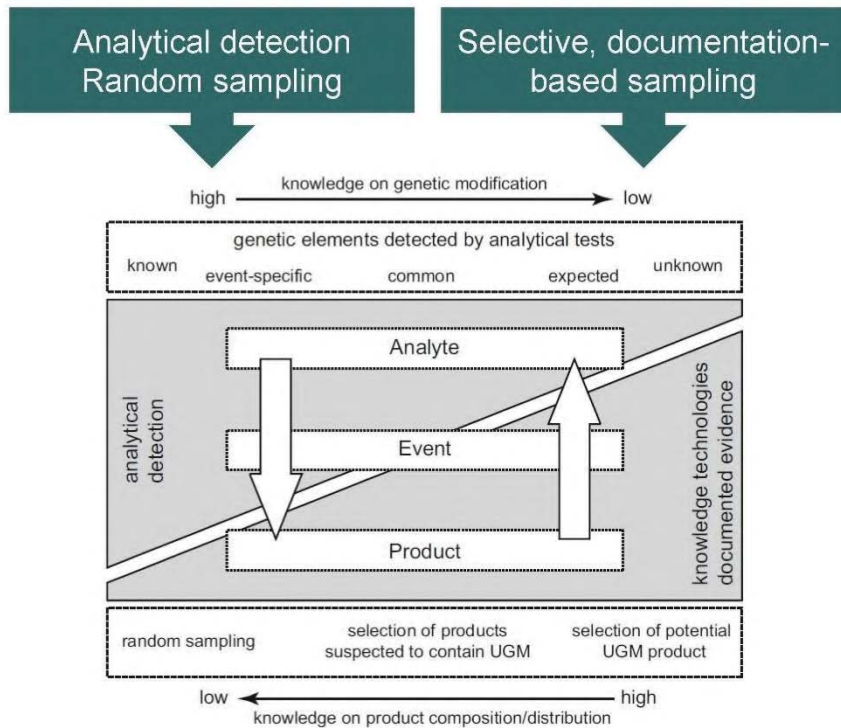 Analytical detection
Random sampling
Selective, documentation-
based sampling
knowledge on genetic modification
high
low
genetic elements detected by analytical tests
known
event-specific
common
expected
unknown
Analyte
analytical
detection
Event
knowledge technologies
documented evidence
Product
random sampling
selection of products
suspected to contain UGM
selection of potential
UGM product
low
high
knowledge on product composition/distribution